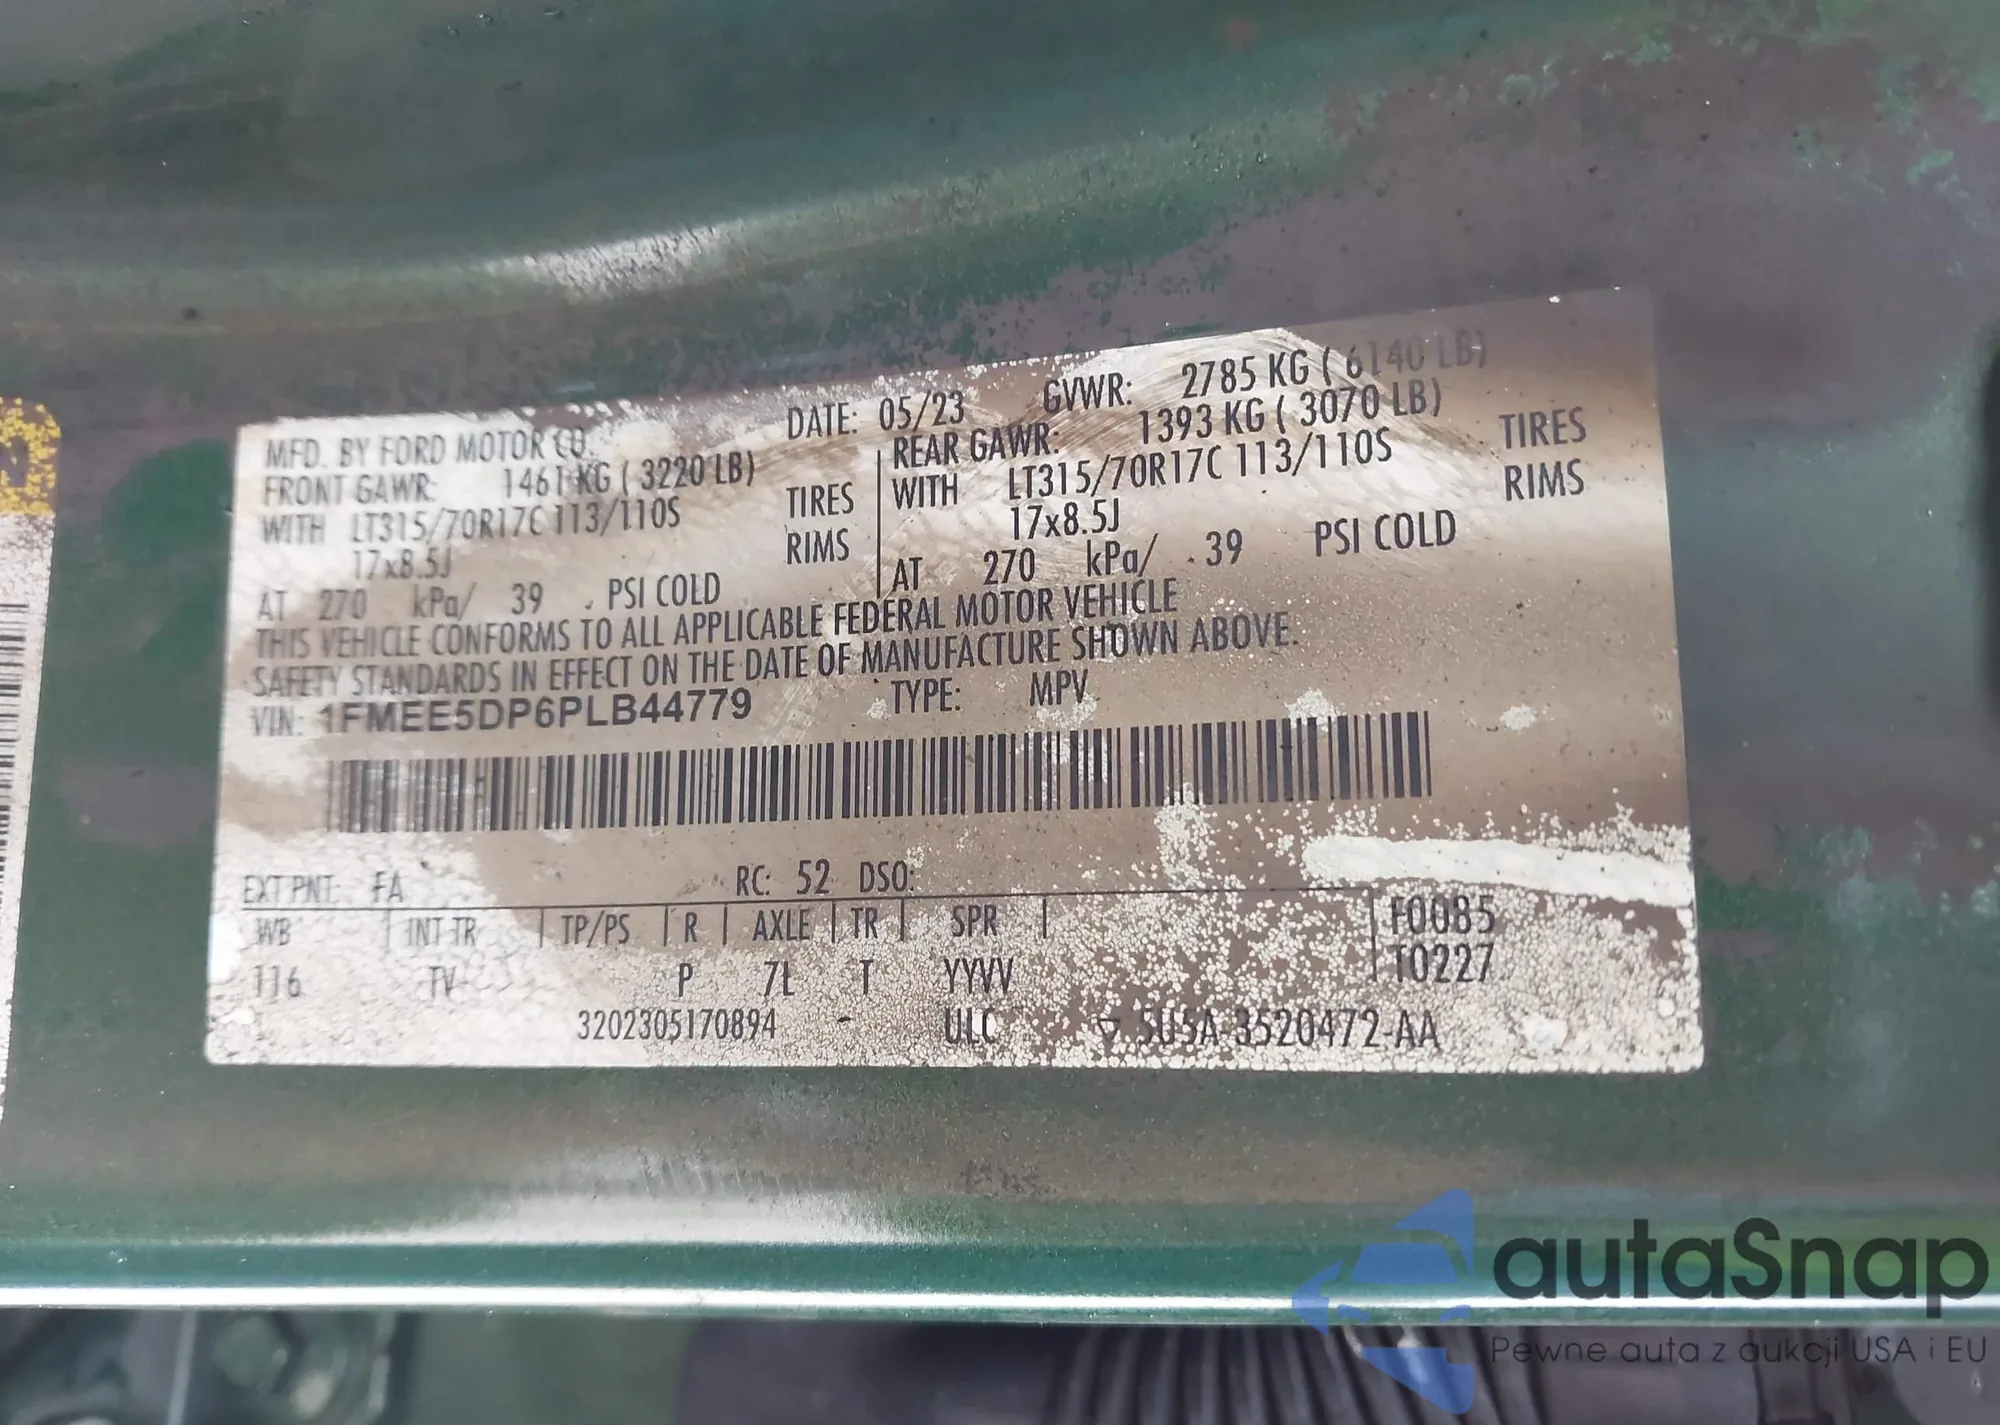 MFD. BY FORD MOTOR CO. DATE: 05/23 GVWR: 2785 KG ( 6140 LB)
FRONT GAWR: 1461 KG ( 3220 LB) REAR GAWR: 1393 KG ( 3070 LB)
WITH LT315/70R17C 113/110S TIRES WITH LT315/70R17C 113/110S TIRES
17x8.5J RIMS 17x8.5J RIMS
AT 270 kPa/ 39 PSI COLD AT 270 kPa/ 39 PSI COLD
THIS VEHICLE CONFORMS TO ALL APPLICABLE FEDERAL MOTOR VEHICLE
SAFETY STANDARDS IN EFFECT ON THE DATE OF MANUFACTURE SHOWN ABOVE.
VIN: 1FMEE5DP6PLB44779 TYPE: MPV
EXT PNT: FA RC: 52 DSO:
WB INT TR TP/PS R AXLE TR SPR F0085
116 TV P 7L T YYVV T0227
3202305170894 - ULC ▽ 5U5A-3520472-AA
autaSnap
Pewne auta z aukcji USA i EU